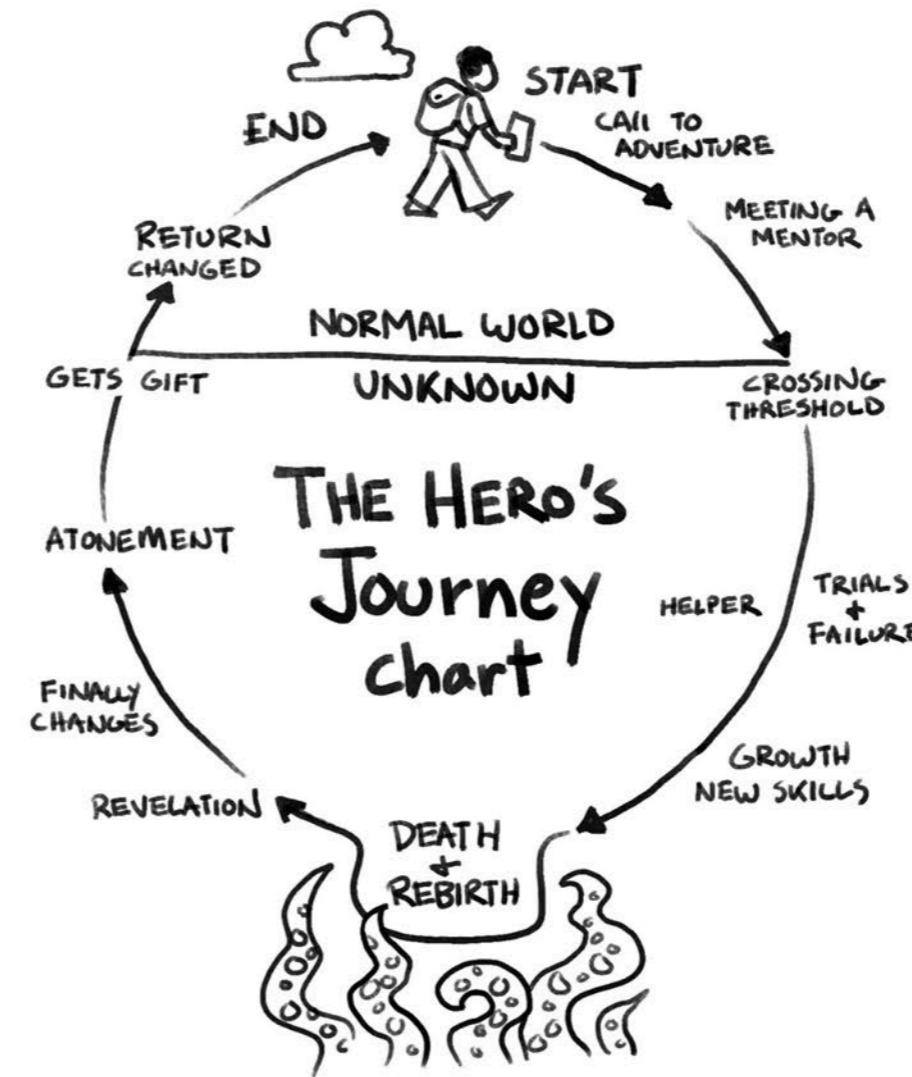 START
CAll TO
ADVENTURE
MEETING A
MENTOR
NORMAL WORLD
UNKNOWN
CROSSING
THRESHOLD
THE HERO'S
Journey
chart
HELPER
TRIALS
+
FAILURE
GROWTH
NEW SKILLS
DEATH
+
REBIRTH
REVELATION
FINALLY
CHANGES
ATONEMENT
GETS GIFT
RETURN
CHANGED
END